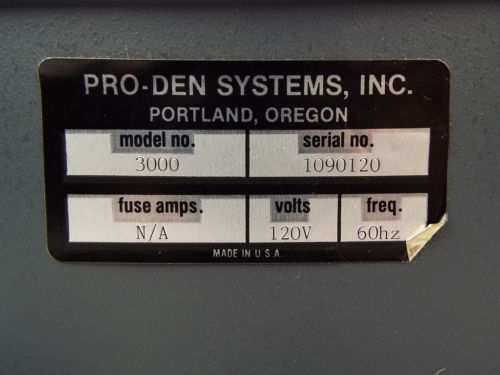 PRO-DEN SYSTEMS, INC.
PORTLAND, OREGON
model no. serial no.
3000 1090120
fuse amps. volts freq.
N/A 120V 60hz
MADE IN U.S.A.